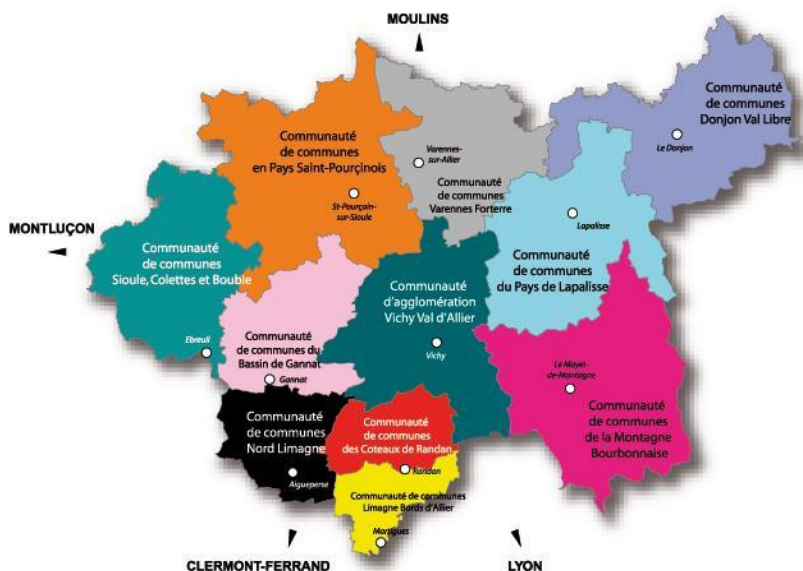 MOULINS
Communauté
de communes
Donjon Val Libre
Le Donjon
Communauté
de communes
en Pays Saint-Pourçinois
St-Pourçain-
sur-Sioule
Varennes-
sur-Allier
Communauté
de communes
Varennes Forterre
Lapalisse
Communauté
de communes
du Pays de Lapalisse
MONTLUÇON
Communauté
de communes
Sioule, Colettes et Bouble
Ebreuil
Communauté
d'agglomération
Vichy Val d'Allier
Vichy
Communauté
de communes du
Bassin de Gannat
Gannat
Le Mayet-
de-Montagne
Communauté
de communes
de la Montagne
Bourbonnaise
Communauté
de communes
Nord Limagne
Aigueperse
Communauté
de communes
des Coteaux de Randan
Randan
Communauté de communes
Limagne Bords d'Allier
Martigues
CLERMONT-FERRAND
LYON